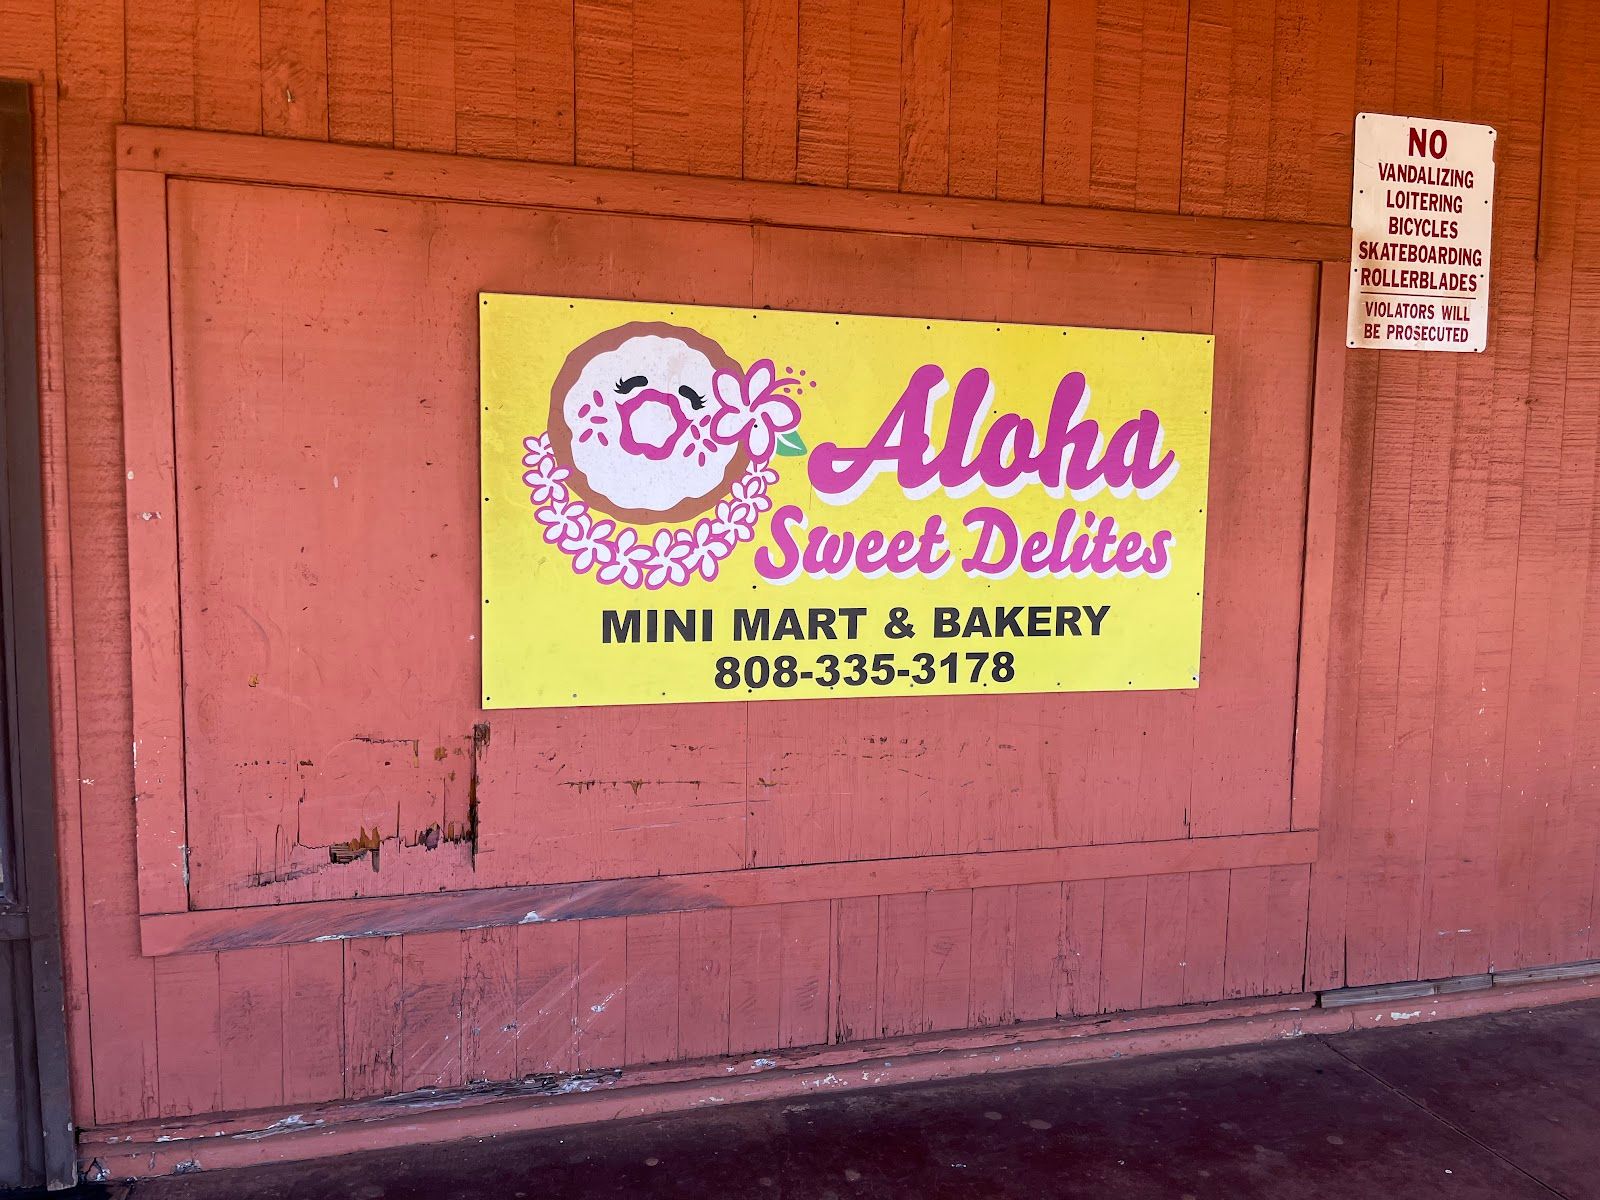 Aloha
Sweet Delites
MINI MART & BAKERY
808-335-3178
NO
VANDALIZING
LOITERING
BICYCLES
SKATEBOARDING
ROLLERBLADES
VIOLATORS WILL
BE PROSECUTED